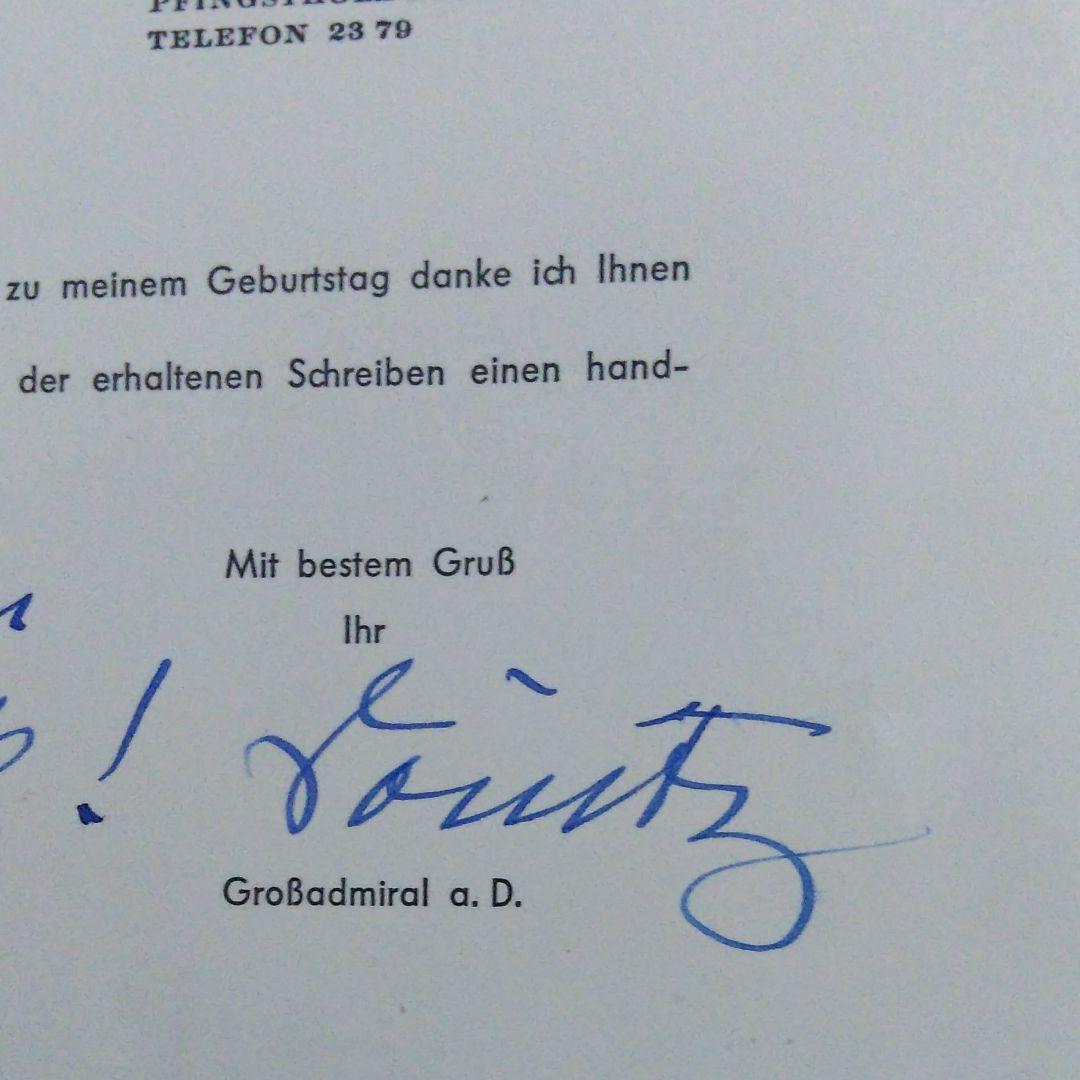 TELEFON 23 79
zu meinem Geburtstag danke ich Ihnen
der erhaltenen Schreiben einen hand-
Mit bestem Gruß
Ihr
! Dönitz
Großadmiral a. D.